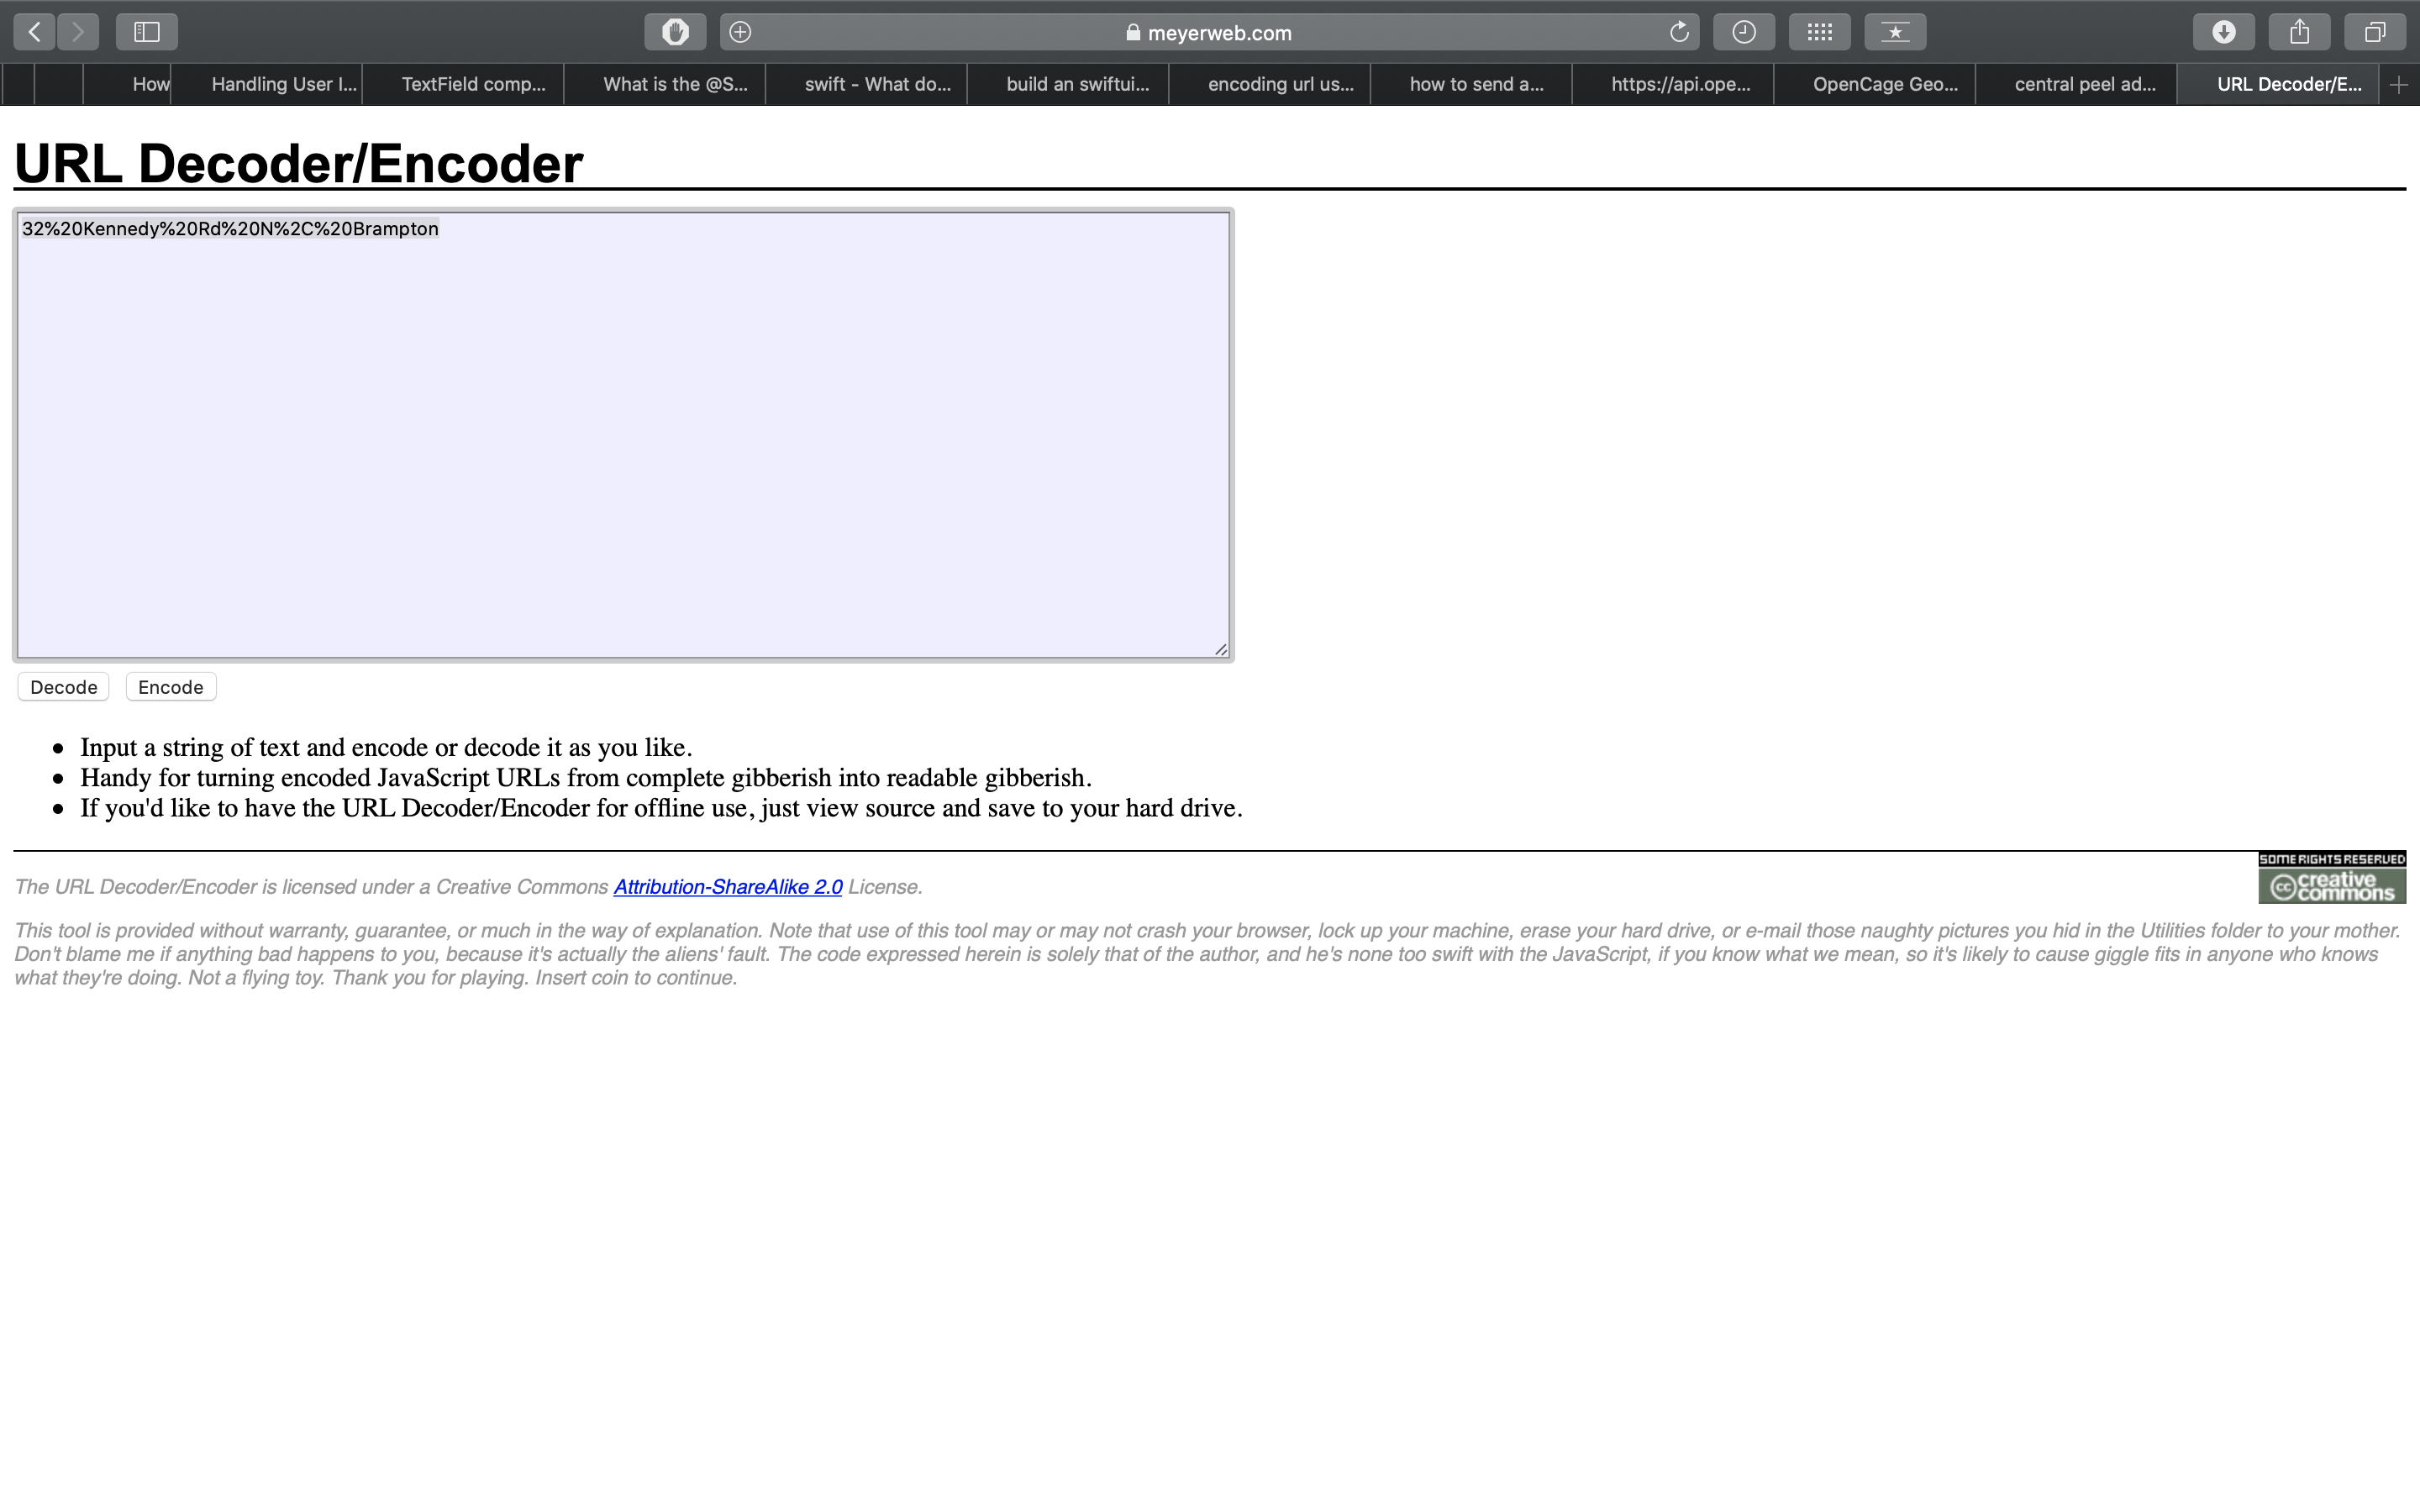 meyerweb.com
How
Handling User I...
TextField comp...
What is the @S...
swift - What do...
build an swiftui...
encoding url us...
how to send a...
https://api.ope...
OpenCage Geo...
central peel ad...
URL Decoder/E...
URL Decoder/Encoder
32%20Kennedy%20Rd%20N%2C%20Brampton
Decode
Encode
• Input a string of text and encode or decode it as you like.
• Handy for turning encoded JavaScript URLs from complete gibberish into readable gibberish.
• If you'd like to have the URL Decoder/Encoder for offline use, just view source and save to your hard drive.
SOME RIGHTS RESERVED
cc creative
commons
The URL Decoder/Encoder is licensed under a Creative Commons Attribution-ShareAlike 2.0 License.
This tool is provided without warranty, guarantee, or much in the way of explanation. Note that use of this tool may or may not crash your browser, lock up your machine, erase your hard drive, or e-mail those naughty pictures you hid in the Utilities folder to your mother.
Don't blame me if anything bad happens to you, because it's actually the aliens' fault. The code expressed herein is solely that of the author, and he's none too swift with the JavaScript, if you know what we mean, so it's likely to cause giggle fits in anyone who knows
what they're doing. Not a flying toy. Thank you for playing. Insert coin to continue.